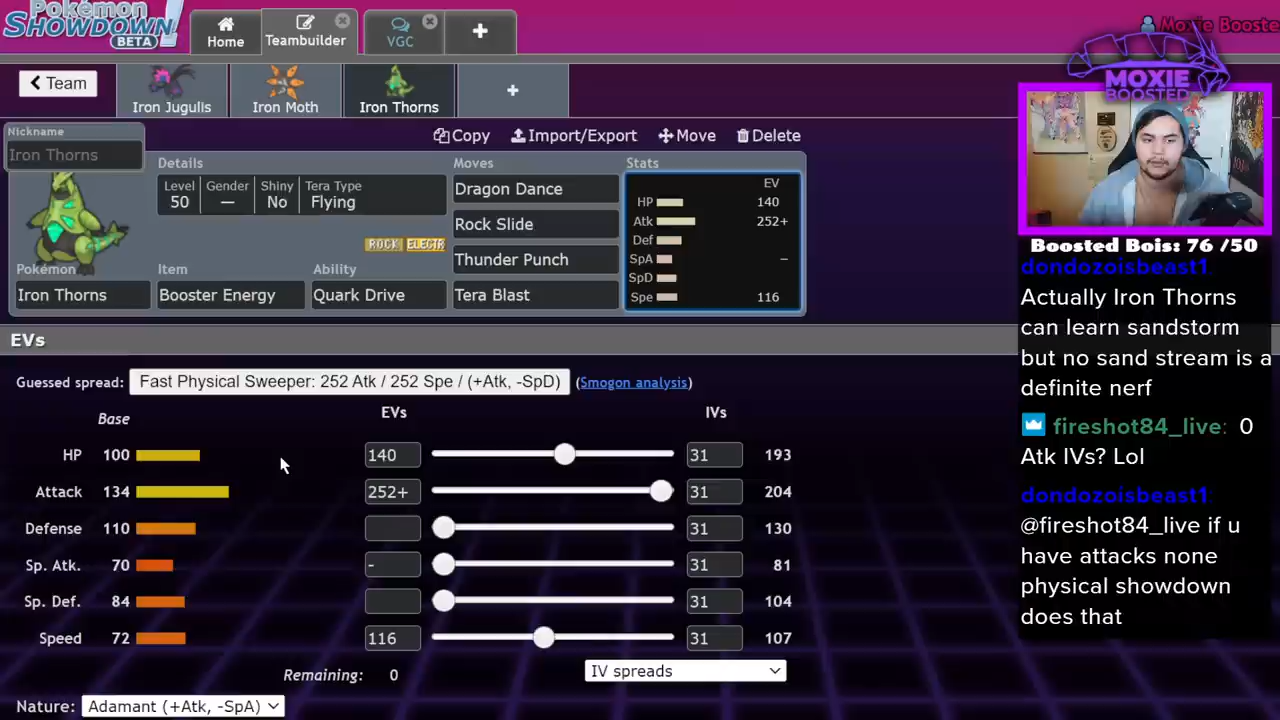 Pokémon
SHOWDOWN!
BETA
Home
Teambuilder
VGC
Moxie Booste
Team
Iron Jugulis
Iron Moth
Iron Thorns
Copy
Import/Export
Move
Delete
Nickname
Iron Thorns
Details
Level
50
Gender
—
Shiny
No
Tera Type
Flying
ROCK ELECTR
Pokémon
Iron Thorns
Item
Booster Energy
Ability
Quark Drive
Moves
Dragon Dance
Rock Slide
Thunder Punch
Tera Blast
Stats
EV
HP 140
Atk 252+
Def
SpA –
SpD
Spe 116
EVs
Guessed spread: Fast Physical Sweeper: 252 Atk / 252 Spe / (+Atk, -SpD) (Smogon analysis)
Base EVs IVs
HP 100 140 31 193
Attack 134 252+ 31 204
Defense 110 31 130
Sp. Atk. 70 - 31 81
Sp. Def. 84 31 104
Speed 72 116 31 107
Remaining: 0
IV spreads
Nature: Adamant (+Atk, -SpA)
MOXIE
BOOSTED
Boosted Bois: 76 /50
dondozoisbeast1:
Actually Iron Thorns
can learn sandstorm
but no sand stream is a
definite nerf
fireshot84_live: 0
Atk IVs? Lol
dondozoisbeast1:
@fireshot84_live if u
have attacks none
physical showdown
does that